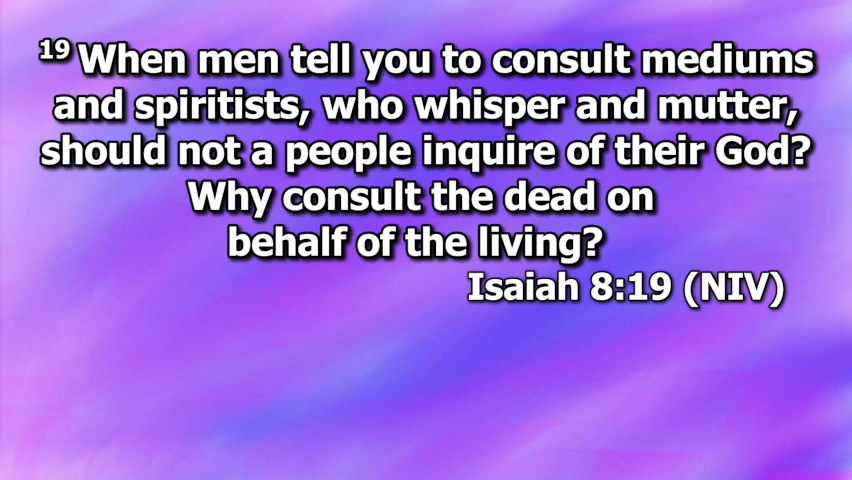 19 When men tell you to consult mediums
and spiritists, who whisper and mutter,
should not a people inquire of their God?
Why consult the dead on
behalf of the living?
Isaiah 8:19 (NIV)